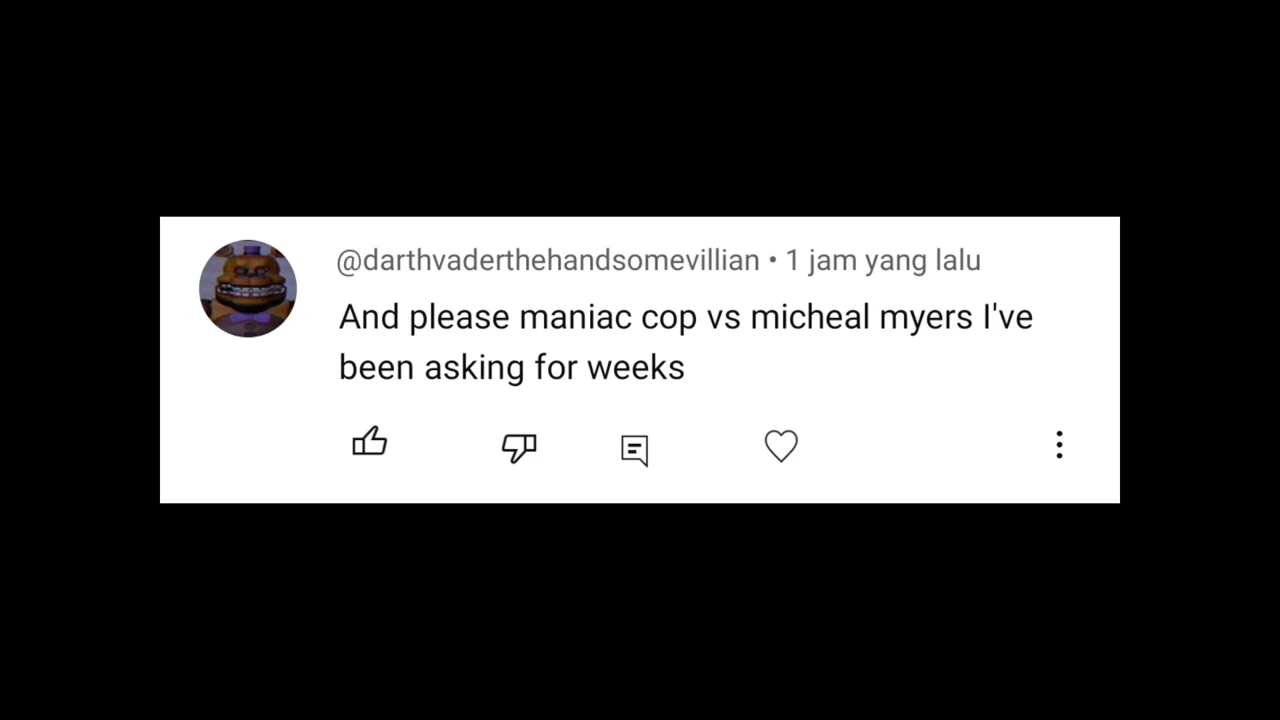 @darthvaderthehandsomevillian • 1 jam yang lalu
And please maniac cop vs micheal myers I've
been asking for weeks